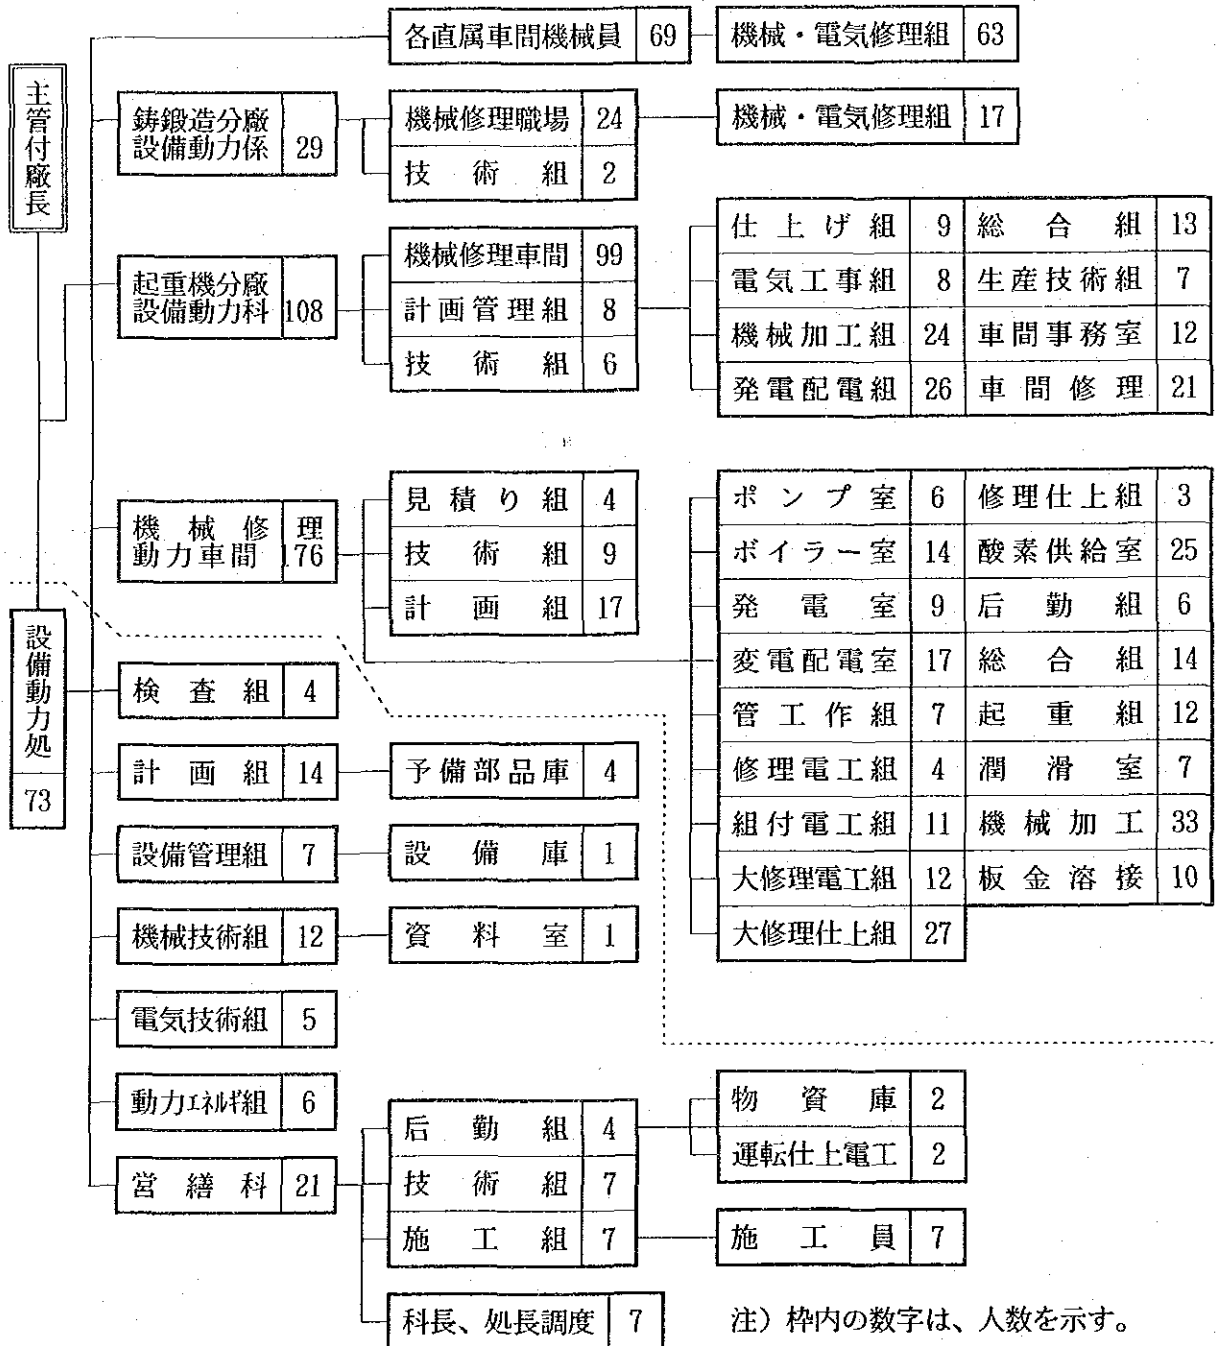 各直属車間機械員 69 機械・電気修理組 63
主管付廠長
鋳鍛造分廠
設備動力係 29
機械修理職場 24 機械・電気修理組 17
技術組 2
起重機分廠
設備動力科 108
機械修理車間 99
計画管理組 8
技術組 6
仕上げ組 9 総合組 13
電気工事組 8 生産技術組 7
機械加工組 24 車間事務室 12
発電配電組 26 車間修理 21
機械修理
動力車間 176
見積り組 4
技術組 9
計画組 17
ポンプ室 6 修理仕上組 3
ボイラー室 14 酸素供給室 25
発電室 9 后勤組 6
変電配電室 17 総合組 14
管工作組 7 起重組 12
修理電工組 4 潤滑室 7
組付電工組 11 機械加工 33
大修理電工組 12 板金溶接 10
大修理仕上組 27
設備動力処 73
検査組 4
計画組 14 予備部品庫 4
設備管理組 7 設備庫 1
機械技術組 12 資料室 1
電気技術組 5
動力エネルギ組 6
営繕科 21
后勤組 4
技術組 7
施工組 7
物資庫 2
運転仕上電工 2
施工員 7
科長、処長調度 7
注）枠内の数字は、人数を示す。